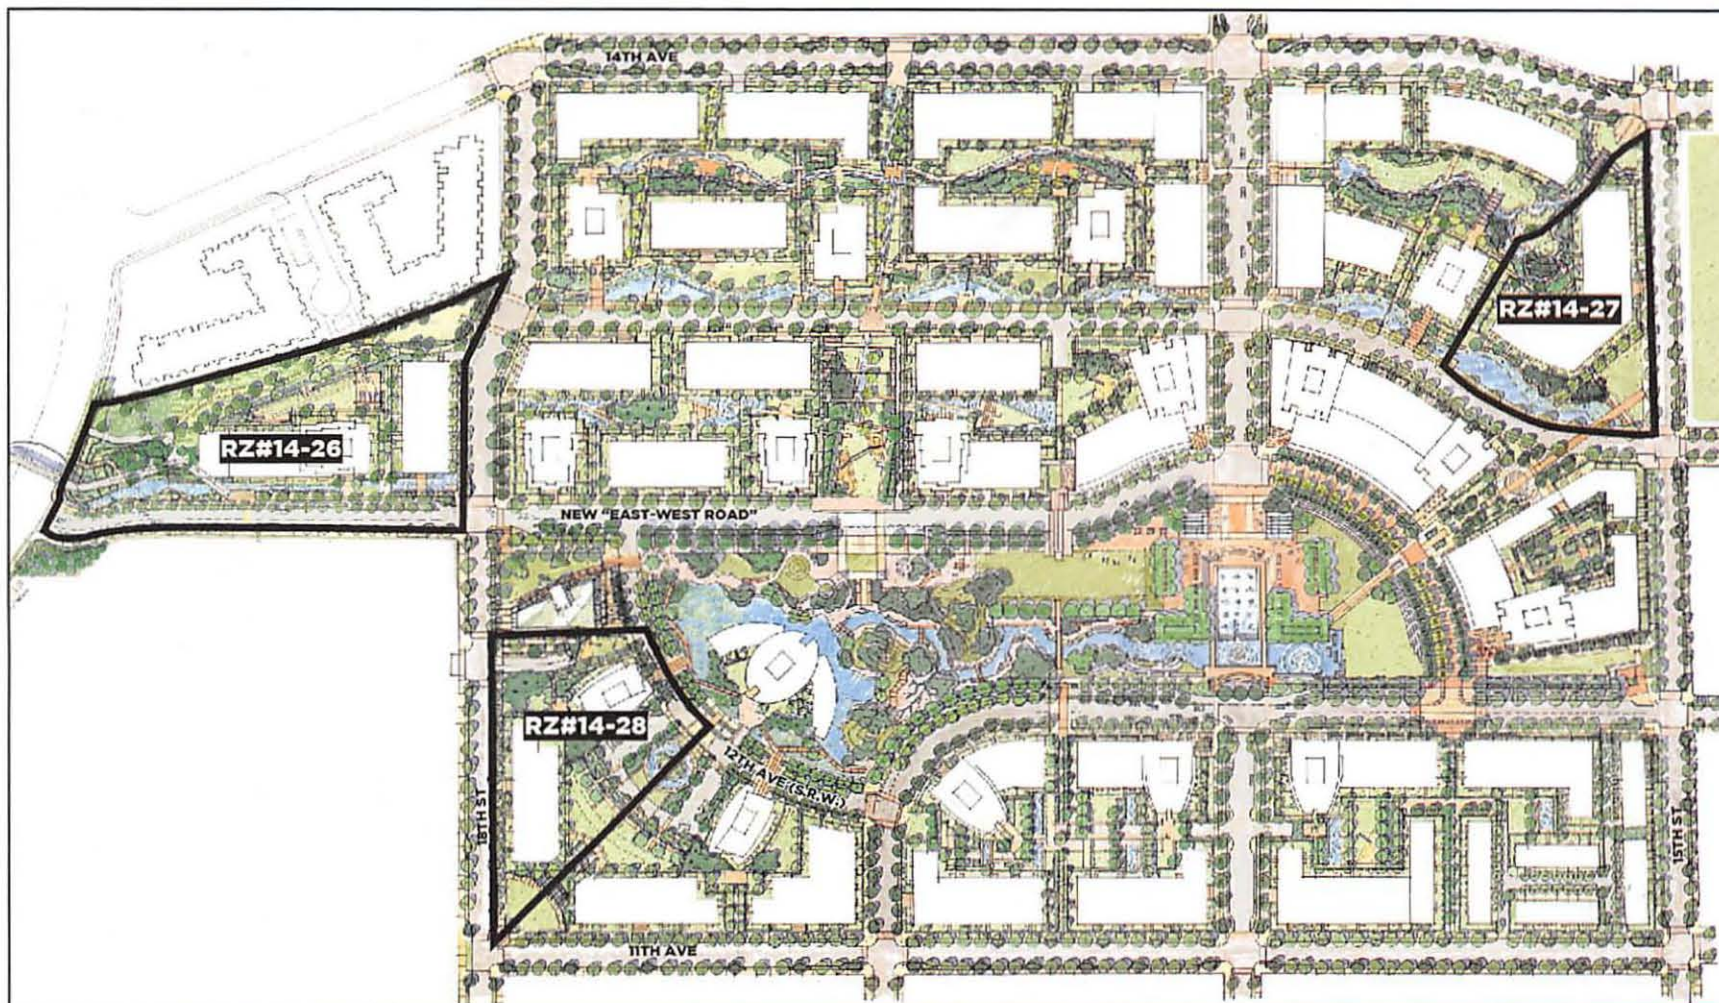 14TH AVE
RZ#14-27
RZ#14-26
NEW "EAST-WEST ROAD"
RZ#14-28
12TH AVE (S.R.W.)
18TH ST
15TH ST
11TH AVE